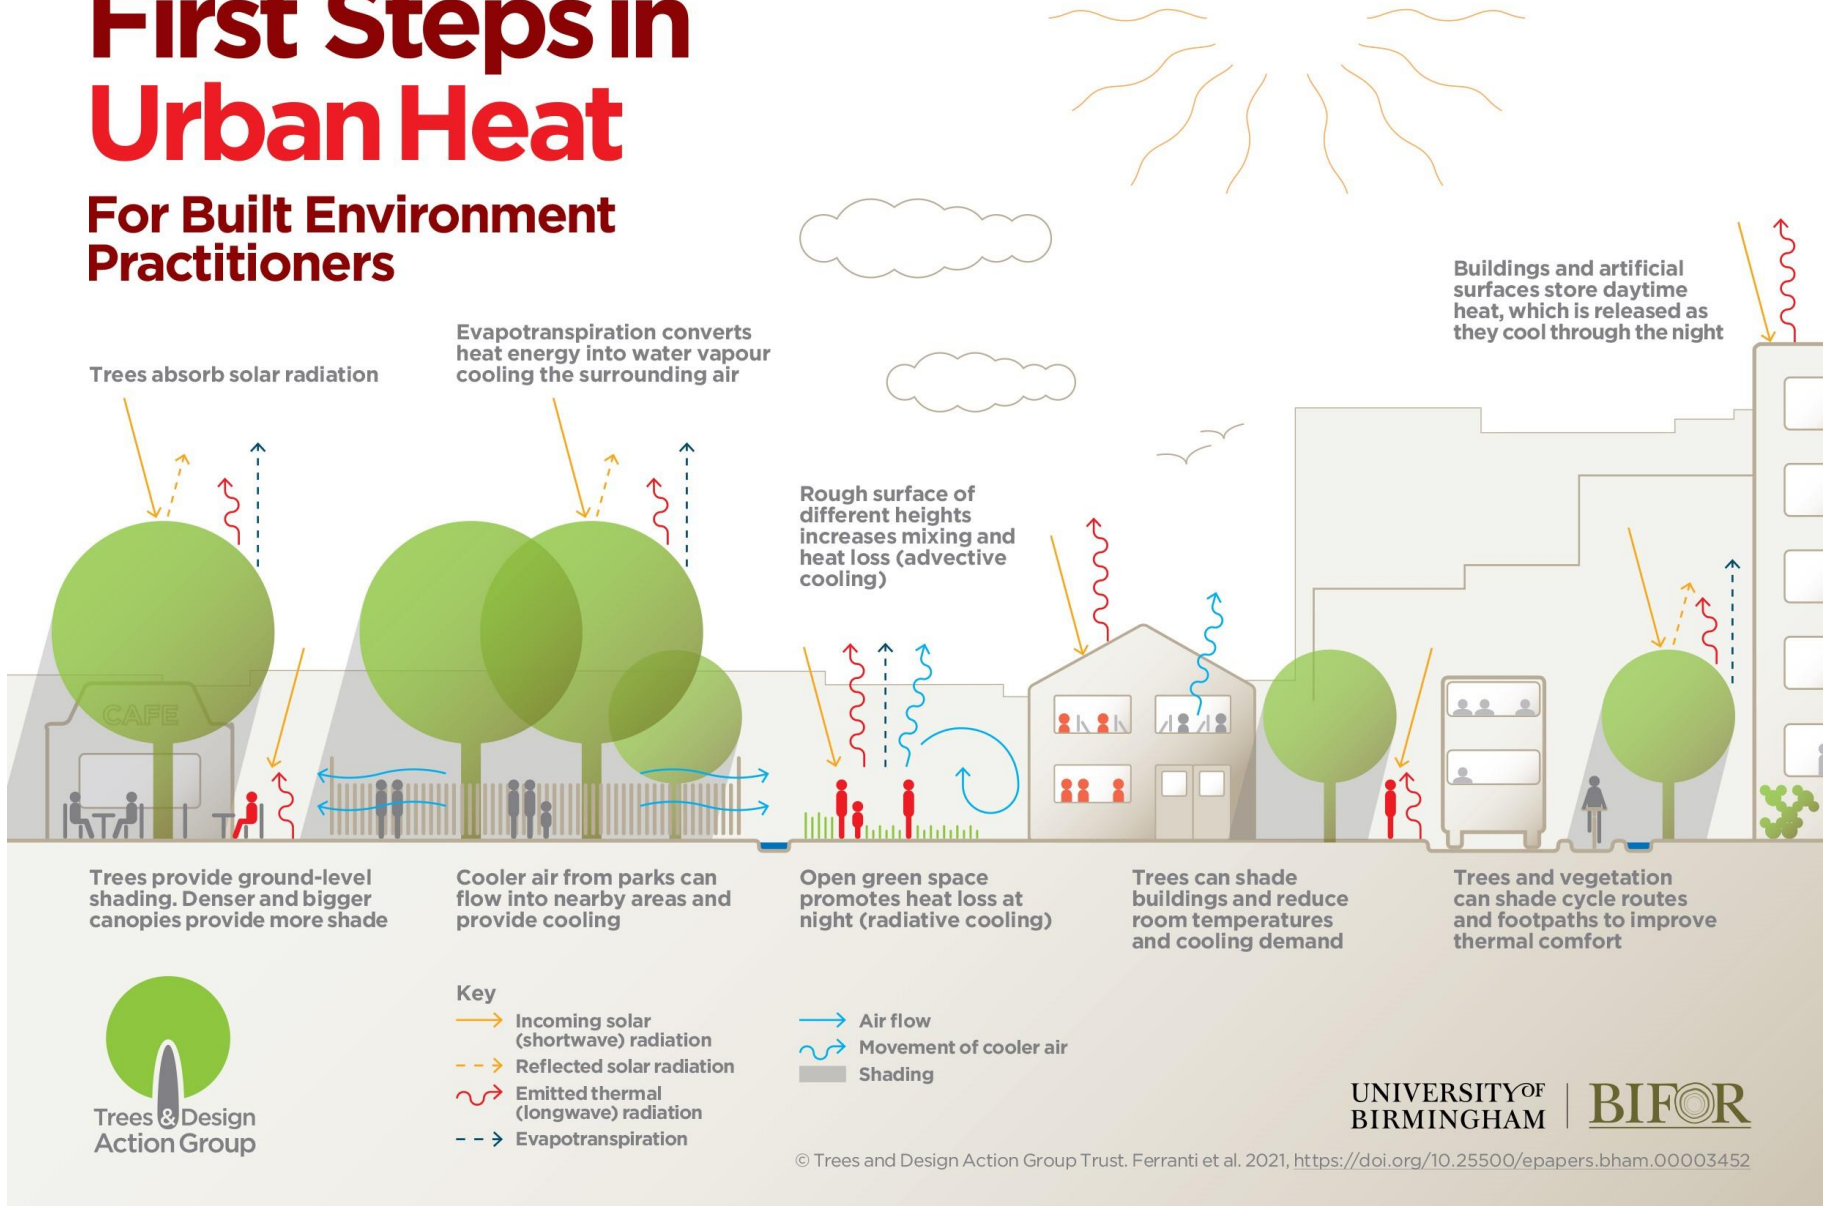 First Steps in
Urban Heat
For Built Environment
Practitioners
Trees absorb solar radiation
Evapotranspiration converts
heat energy into water vapour
cooling the surrounding air
Rough surface of
different heights
increases mixing and
heat loss (advective
cooling)
Buildings and artificial
surfaces store daytime
heat, which is released as
they cool through the night
CAFE
Trees provide ground-level
shading. Denser and bigger
canopies provide more shade
Cooler air from parks can
flow into nearby areas and
provide cooling
Open green space
promotes heat loss at
night (radiative cooling)
Trees can shade
buildings and reduce
room temperatures
and cooling demand
Trees and vegetation
can shade cycle routes
and footpaths to improve
thermal comfort
Trees & Design
Action Group
Key
Incoming solar
(shortwave) radiation
Reflected solar radiation
Emitted thermal
(longwave) radiation
Evapotranspiration
Air flow
Movement of cooler air
Shading
UNIVERSITY OF
BIRMINGHAM
BIFOR
© Trees and Design Action Group Trust. Ferranti et al. 2021, https://doi.org/10.25500/epapers.bham.00003452